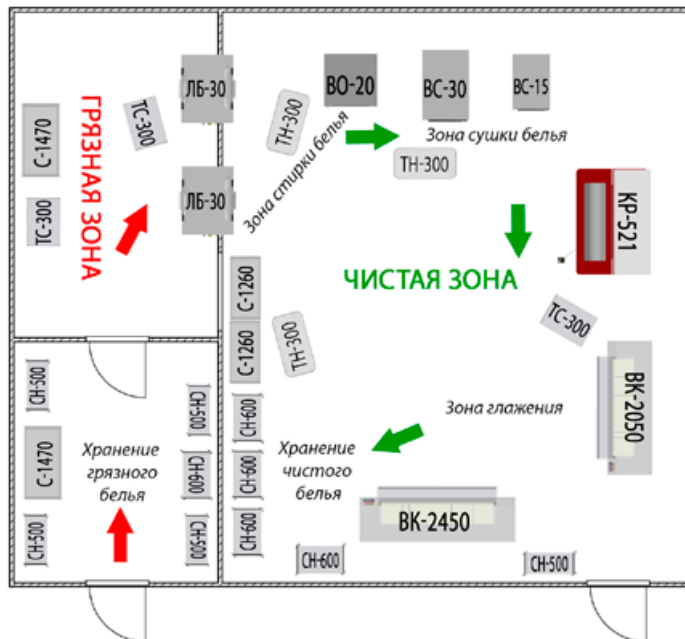 ЛБ-30
ВО-20
ВС-30
ВС-15
ГРЯЗНАЯ ЗОНА
ТС-300
С-1470
ТН-300
Зона стирки белья
Зона сушки белья
ТН-300
ТС-300
ЛБ-30
КР-521
ЧИСТАЯ ЗОНА
С-1260
С-1260
ТН-300
ТС-300
ВК-2050
СН-500
СН-500
СН-600
Зона глажения
С-1470
Хранение
грязного
белья
СН-600
СН-600
Хранение
чистого
белья
СН-500
СН-500
СН-600
ВК-2450
СН-600
СН-500